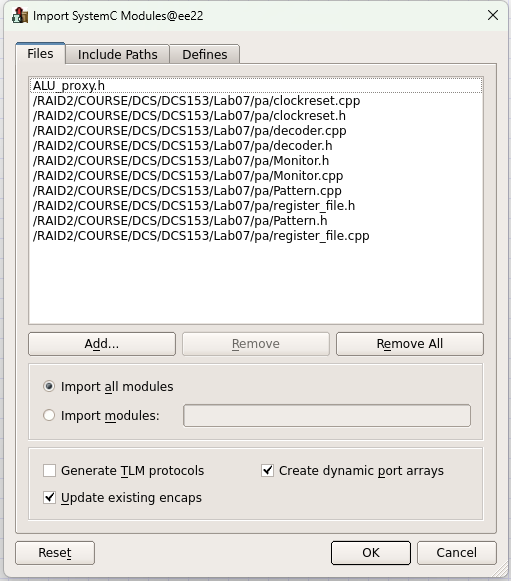 Import SystemC Modules@ee22
Files
Include Paths
Defines
ALU_proxy.h
/RAID2/COURSE/DCS/DCS153/Lab07/pa/clockreset.cpp
/RAID2/COURSE/DCS/DCS153/Lab07/pa/clockreset.h
/RAID2/COURSE/DCS/DCS153/Lab07/pa/decoder.cpp
/RAID2/COURSE/DCS/DCS153/Lab07/pa/decoder.h
/RAID2/COURSE/DCS/DCS153/Lab07/pa/Monitor.h
/RAID2/COURSE/DCS/DCS153/Lab07/pa/Monitor.cpp
/RAID2/COURSE/DCS/DCS153/Lab07/pa/Pattern.cpp
/RAID2/COURSE/DCS/DCS153/Lab07/pa/register_file.h
/RAID2/COURSE/DCS/DCS153/Lab07/pa/Pattern.h
/RAID2/COURSE/DCS/DCS153/Lab07/pa/register_file.cpp
Add...
Remove
Remove All
Import all modules
Import modules:
Generate TLM protocols
Create dynamic port arrays
Update existing encaps
Reset
OK
Cancel